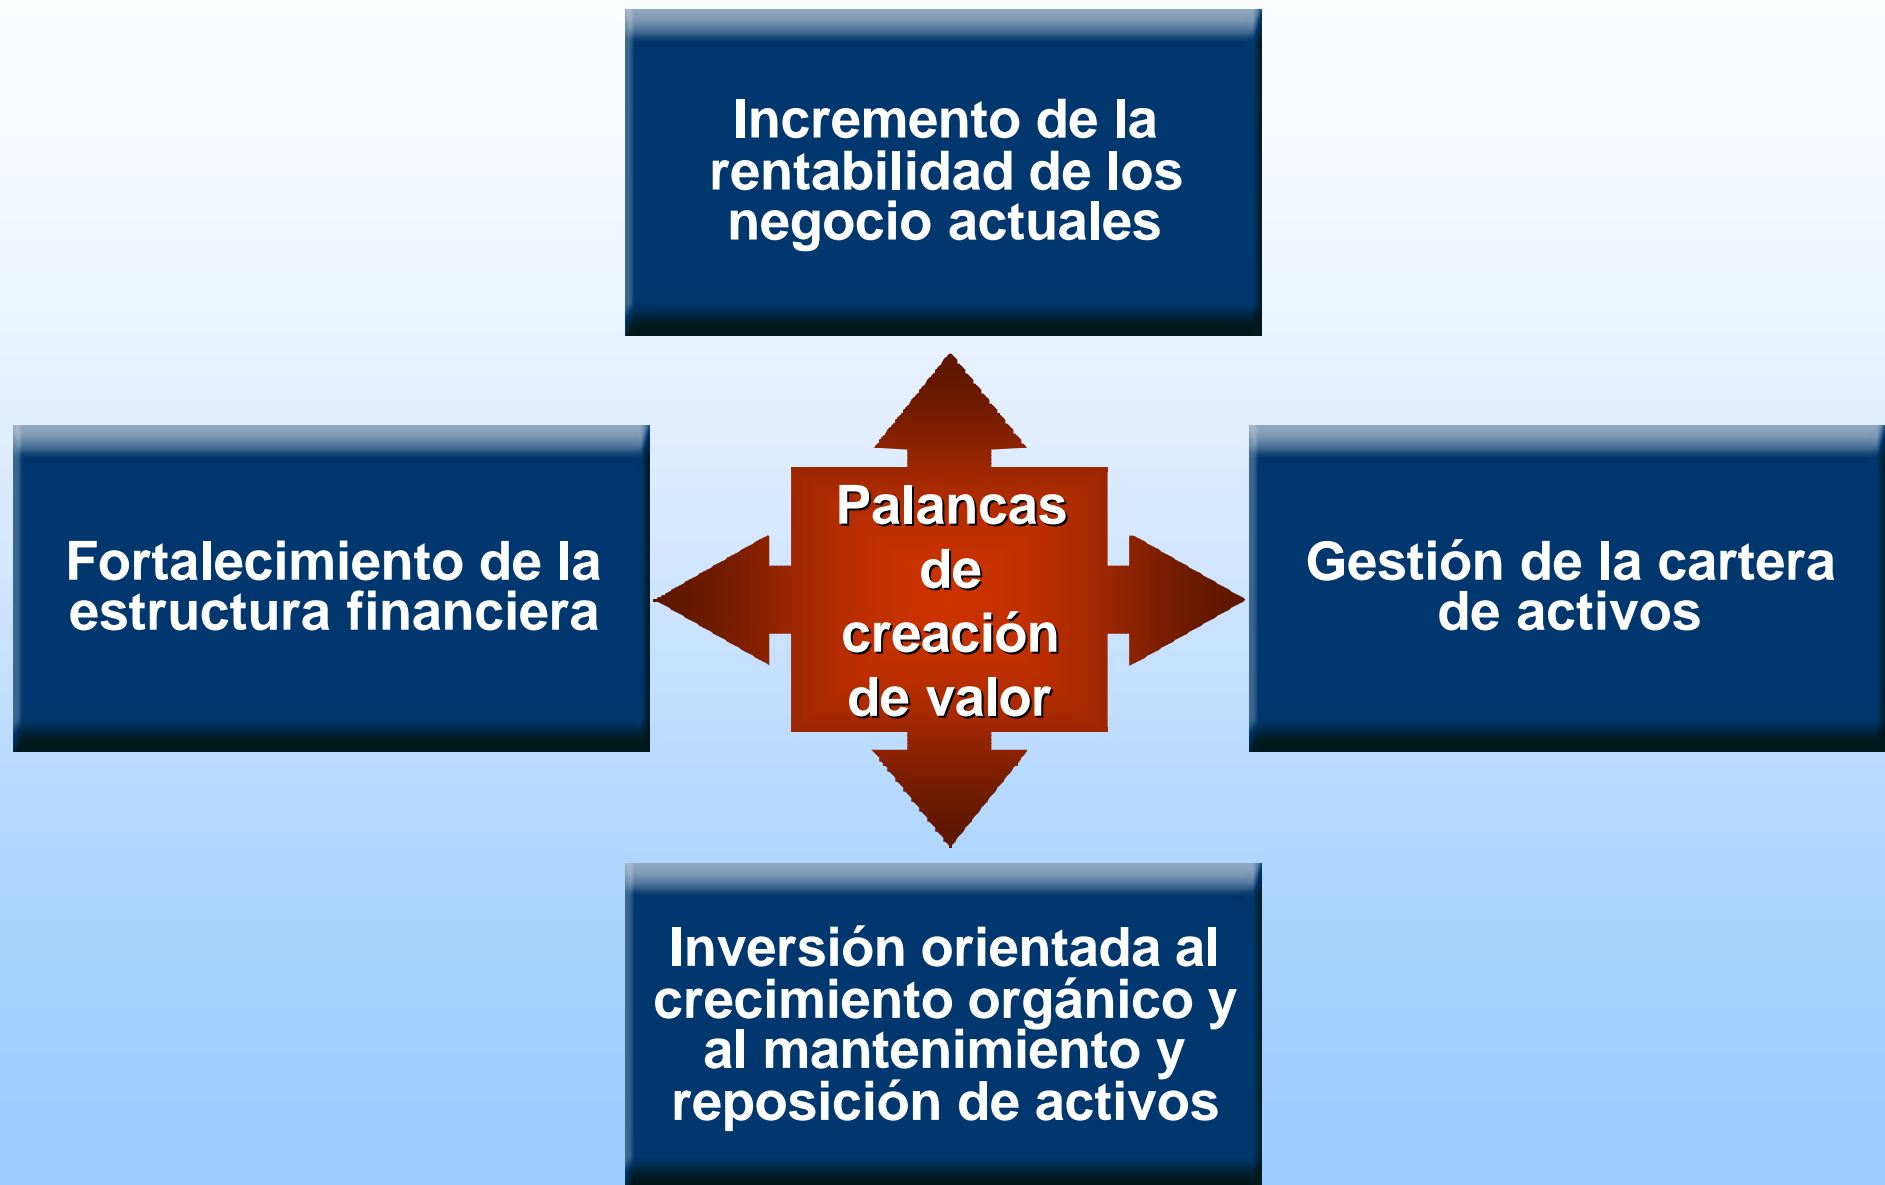 Incremento de la
rentabilidad de los
negocio actuales
Fortalecimiento de la
estructura financiera
Palancas
de
creación
de valor
Gestión de la cartera
de activos
Inversión orientada al
crecimiento orgánico y
al mantenimiento y
reposición de activos